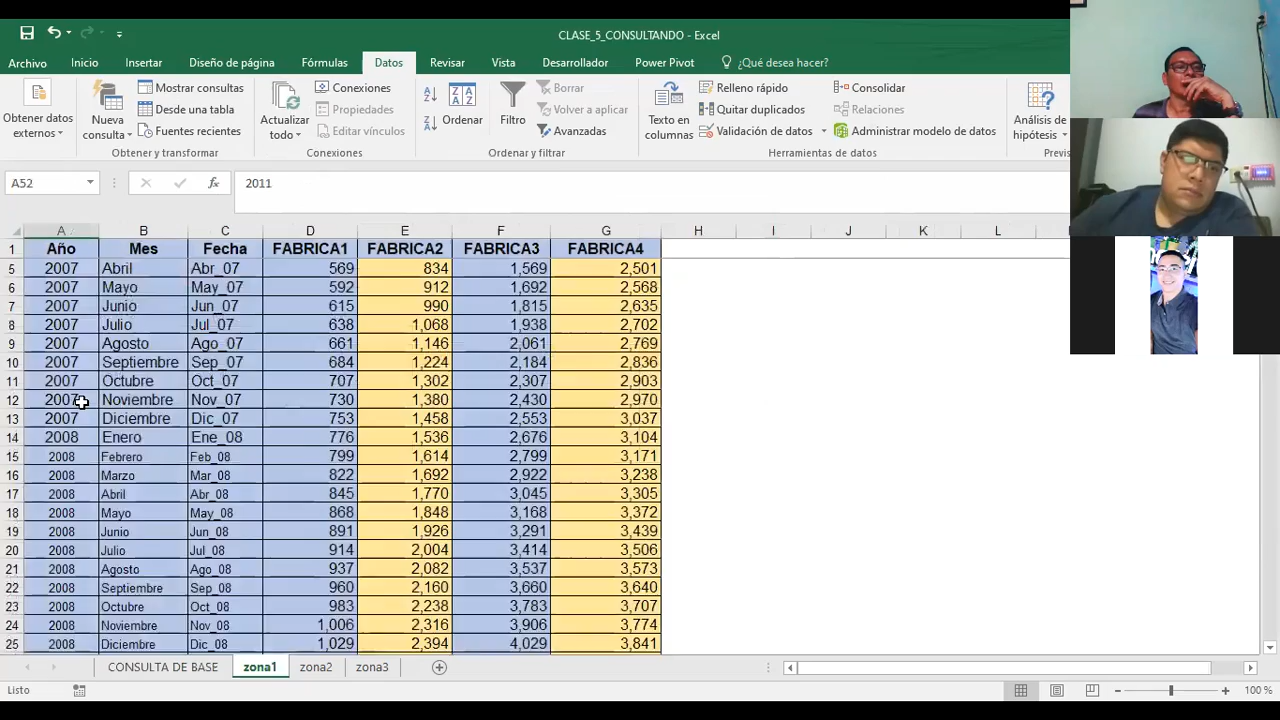 CLASE_5_CONSULTANDO - Excel
Archivo Inicio Insertar Diseño de página Fórmulas Datos Revisar Vista Desarrollador Power Pivot ¿Qué desea hacer?
Obtener datos externos
Nueva consulta
Mostrar consultas
Desde una tabla
Fuentes recientes
Obtener y transformar
Actualizar todo
Conexiones
Propiedades
Editar vínculos
Conexiones
Ordenar
Filtro
Borrar
Volver a aplicar
Avanzadas
Ordenar y filtrar
Texto en columnas
Relleno rápido
Quitar duplicados
Validación de datos
Consolidar
Relaciones
Administrar modelo de datos
Herramientas de datos
Análisis de hipótesis
Previs
A52 fx 2011
A B C D E F G H I J K L
1 Año Mes Fecha FABRICA1 FABRICA2 FABRICA3 FABRICA4
5 2007 Abril Abr_07 569 834 1,569 2,501
6 2007 Mayo May_07 592 912 1,692 2,568
7 2007 Junio Jun_07 615 990 1,815 2,635
8 2007 Julio Jul_07 638 1,068 1,938 2,702
9 2007 Agosto Ago_07 661 1,146 2,061 2,769
10 2007 Septiembre Sep_07 684 1,224 2,184 2,836
11 2007 Octubre Oct_07 707 1,302 2,307 2,903
12 2007 Noviembre Nov_07 730 1,380 2,430 2,970
13 2007 Diciembre Dic_07 753 1,458 2,553 3,037
14 2008 Enero Ene_08 776 1,536 2,676 3,104
15 2008 Febrero Feb_08 799 1,614 2,799 3,171
16 2008 Marzo Mar_08 822 1,692 2,922 3,238
17 2008 Abril Abr_08 845 1,770 3,045 3,305
18 2008 Mayo May_08 868 1,848 3,168 3,372
19 2008 Junio Jun_08 891 1,926 3,291 3,439
20 2008 Julio Jul_08 914 2,004 3,414 3,506
21 2008 Agosto Ago_08 937 2,082 3,537 3,573
22 2008 Septiembre Sep_08 960 2,160 3,660 3,640
23 2008 Octubre Oct_08 983 2,238 3,783 3,707
24 2008 Noviembre Nov_08 1,006 2,316 3,906 3,774
25 2008 Diciembre Dic_08 1,029 2,394 4,029 3,841
CONSULTA DE BASE zona1 zona2 zona3
Listo 100 %